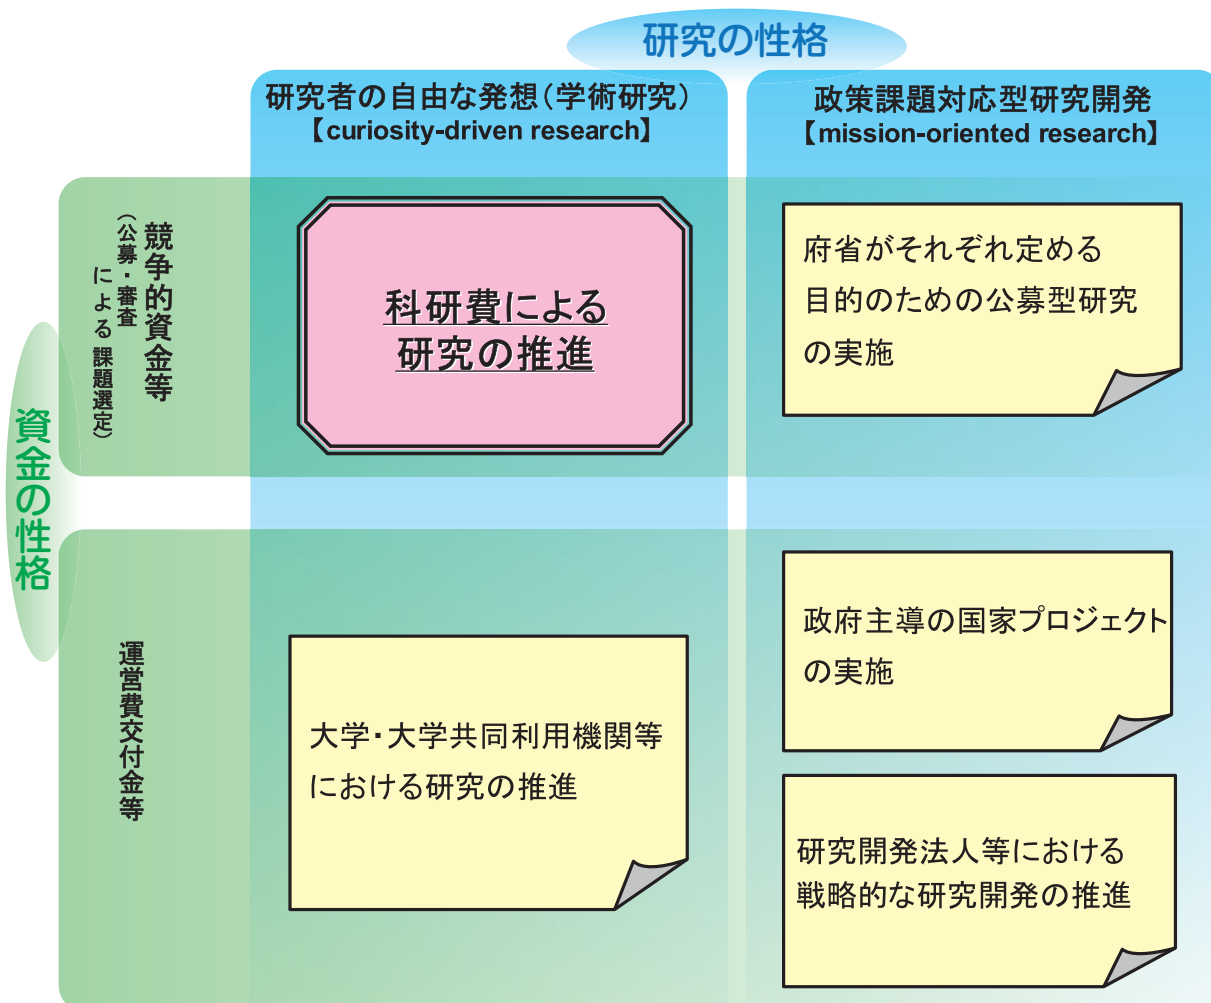 研究の性格
研究者の自由な発想（学術研究）
【curiosity-driven research】
政策課題対応型研究開発
【mission-oriented research】
資金の性格
競争的資金等
（公募・審査
による課題選定）
科研費による
研究の推進
府省がそれぞれ定める
目的のための公募型研究
の実施
運営費交付金等
大学・大学共同利用機関等
における研究の推進
政府主導の国家プロジェクト
の実施
研究開発法人等における
戦略的な研究開発の推進